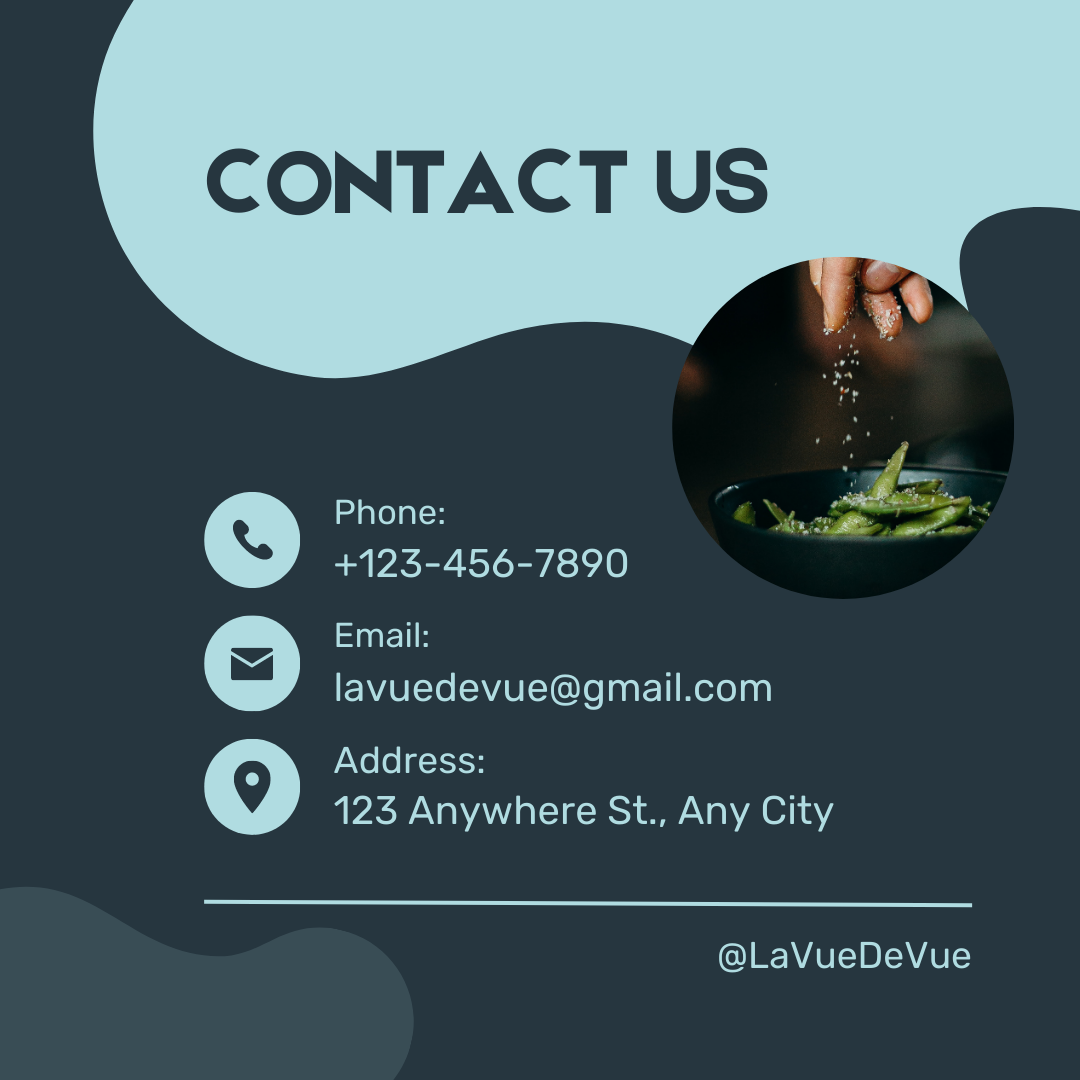 CONTACT US
Phone:
+123-456-7890
Email:
lavuedevue@gmail.com
Address:
123 Anywhere St., Any City
@LaVueDeVue